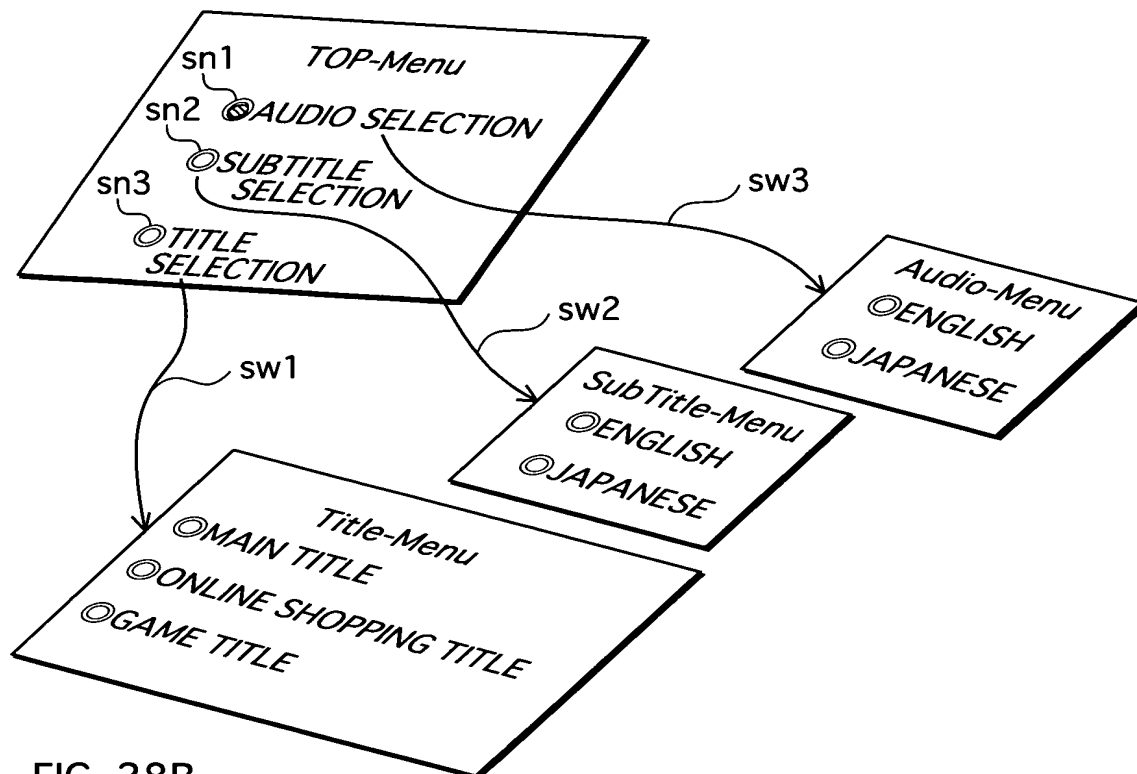 TOP-Menu
sn1
AUDIO SELECTION
sn2
SUBTITLE
SELECTION
sn3
TITLE
SELECTION
sw3
sw2
sw1
Audio-Menu
ENGLISH
JAPANESE
SubTitle-Menu
ENGLISH
JAPANESE
Title-Menu
MAIN TITLE
ONLINE SHOPPING TITLE
GAME TITLE
FIG. 28B